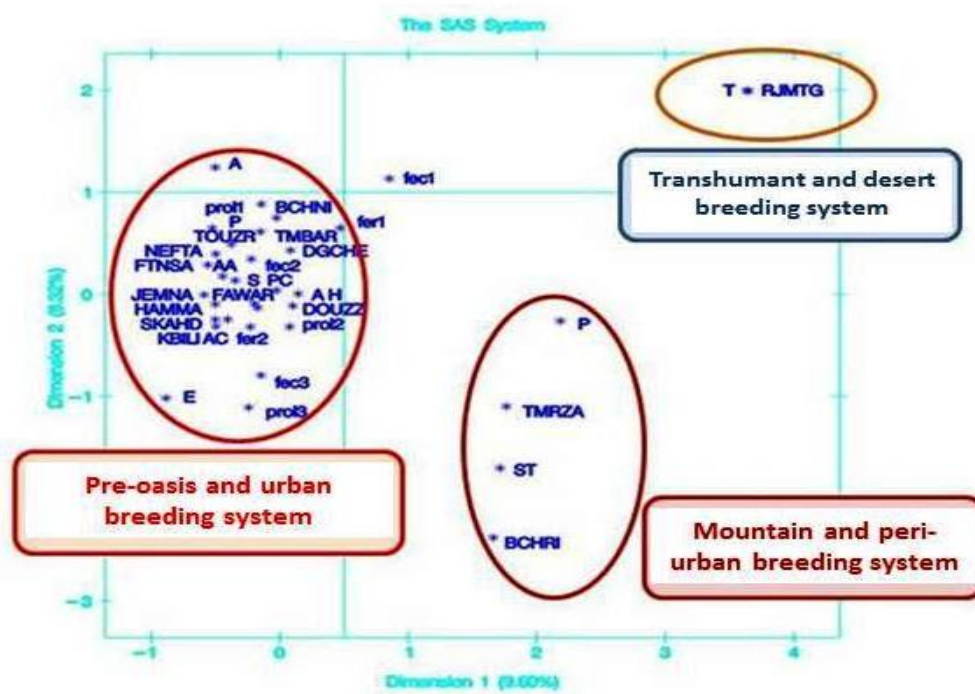 The SAS System
2
T RJMTG
A
fec1
Transhumant and desert
breeding system
1
prol1 BCHNI
P fer1
TOUZR TMBAR
NEFTA DGCHE
FTNSA AA fec2
S PC
0
JEMNA FAWAR A H
HAMMA DOUZZ
SKAHD prol2
KBILI AC fer2
P
fec3
-1
E
prol3
TMRZA
ST
BCHRI
Pre-oasis and urban
breeding system
Mountain and peri-
urban breeding system
-3
-1 0 1 2 3 4
Dimension 1 (9.60%)